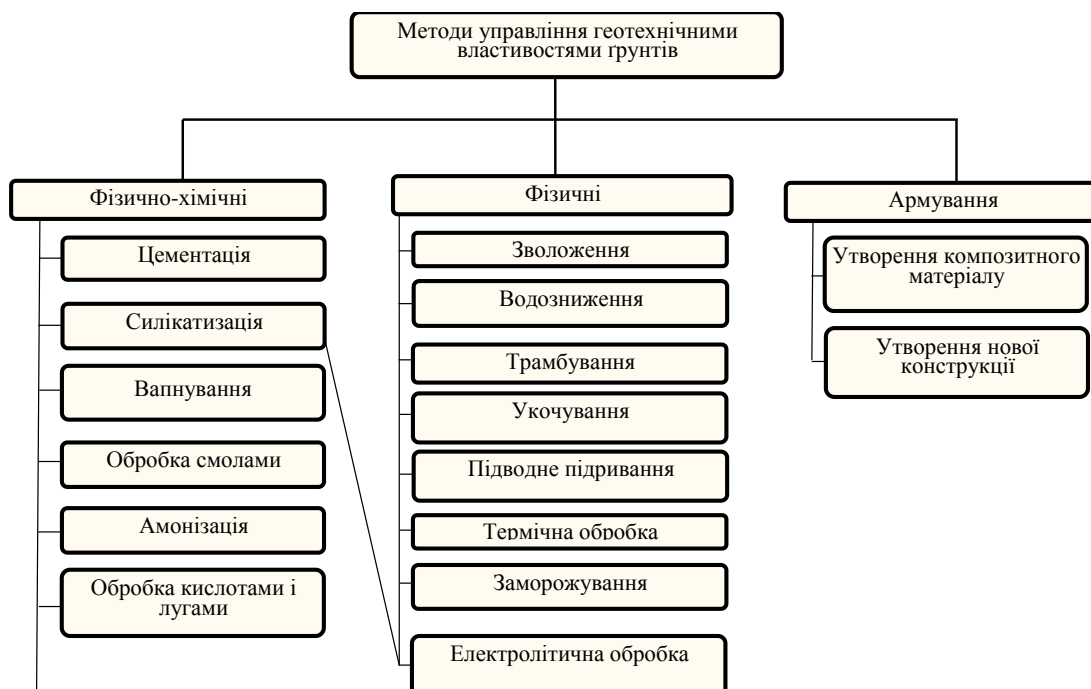 Методи управління геотехнічними
властивостями ґрунтів
Фізично-хімічні
Цементація
Силікатизація
Вапнування
Обробка смолами
Амонізація
Обробка кислотами і
лугами
Фізичні
Зволоження
Водозниження
Трамбування
Укочування
Підводне підривання
Термічна обробка
Заморожування
Електролітична обробка
Армування
Утворення композитного
матеріалу
Утворення нової
конструкції